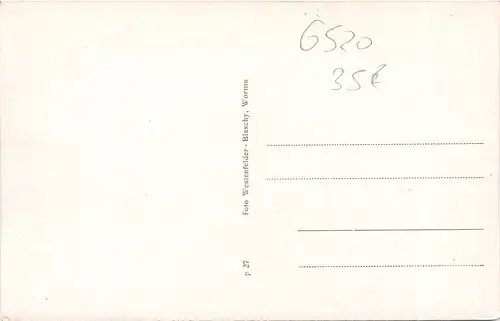 6520
35€
Foto Westenfelder - Blaschy, Worms
p 27